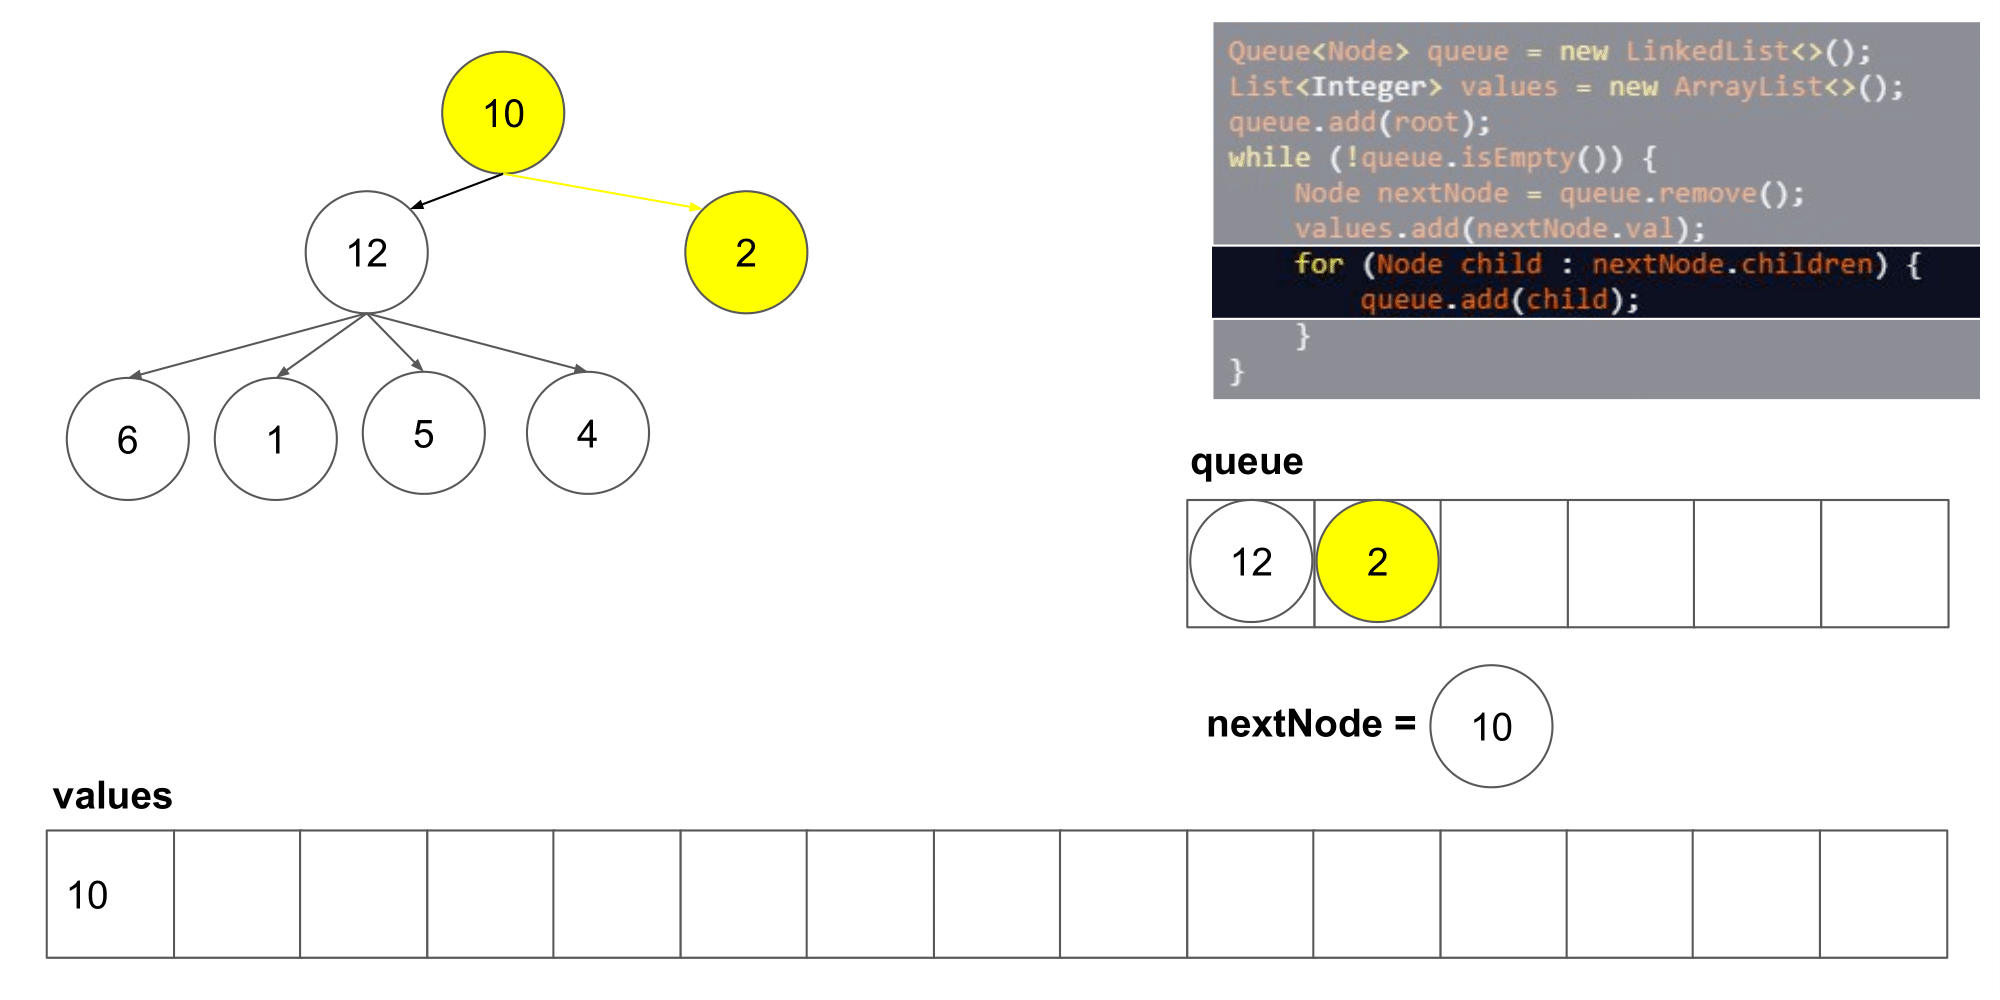 10
12
2
6
1
5
4
Queue<Node> queue = new LinkedList<>();
List<Integer> values = new ArrayList<>();
queue.add(root);
while (!queue.isEmpty()) {
    Node nextNode = queue.remove();
    values.add(nextNode.val);
    for (Node child : nextNode.children) {
        queue.add(child);
    }
}
queue
12 2
nextNode = 10
values
10